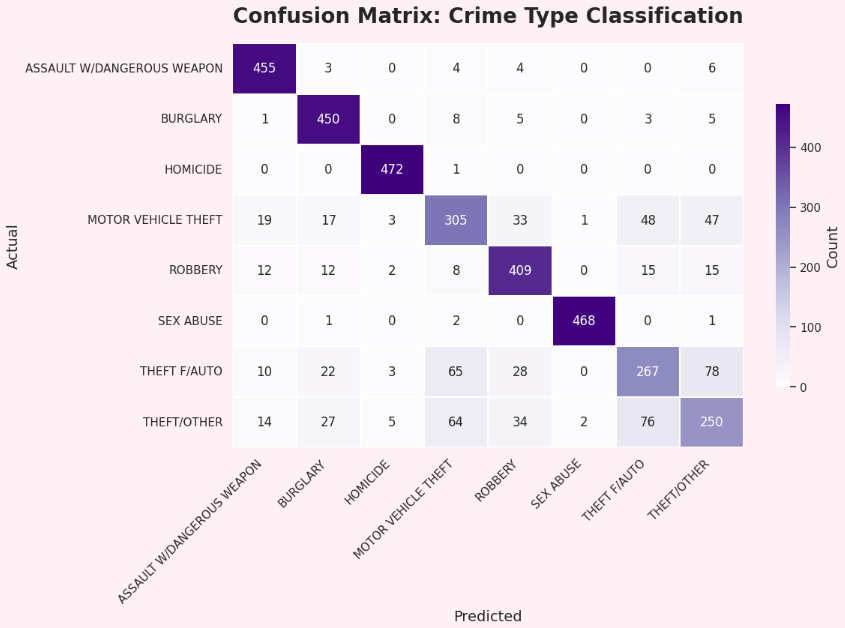 Confusion Matrix: Crime Type Classification
ASSAULT W/DANGEROUS WEAPON 455 3 0 4 4 0 0 6
BURGLARY 1 450 0 8 5 0 3 5
HOMICIDE 0 0 472 1 0 0 0 0
MOTOR VEHICLE THEFT 19 17 3 305 33 1 48 47
ROBBERY 12 12 2 8 409 0 15 15
SEX ABUSE 0 1 0 2 0 468 0 1
THEFT F/AUTO 10 22 3 65 28 0 267 78
THEFT/OTHER 14 27 5 64 34 2 76 250
Actual
ASSAULT W/DANGEROUS WEAPON
BURGLARY
HOMICIDE
MOTOR VEHICLE THEFT
ROBBERY
SEX ABUSE
THEFT F/AUTO
THEFT/OTHER
Predicted
400
300
200
100
0
Count